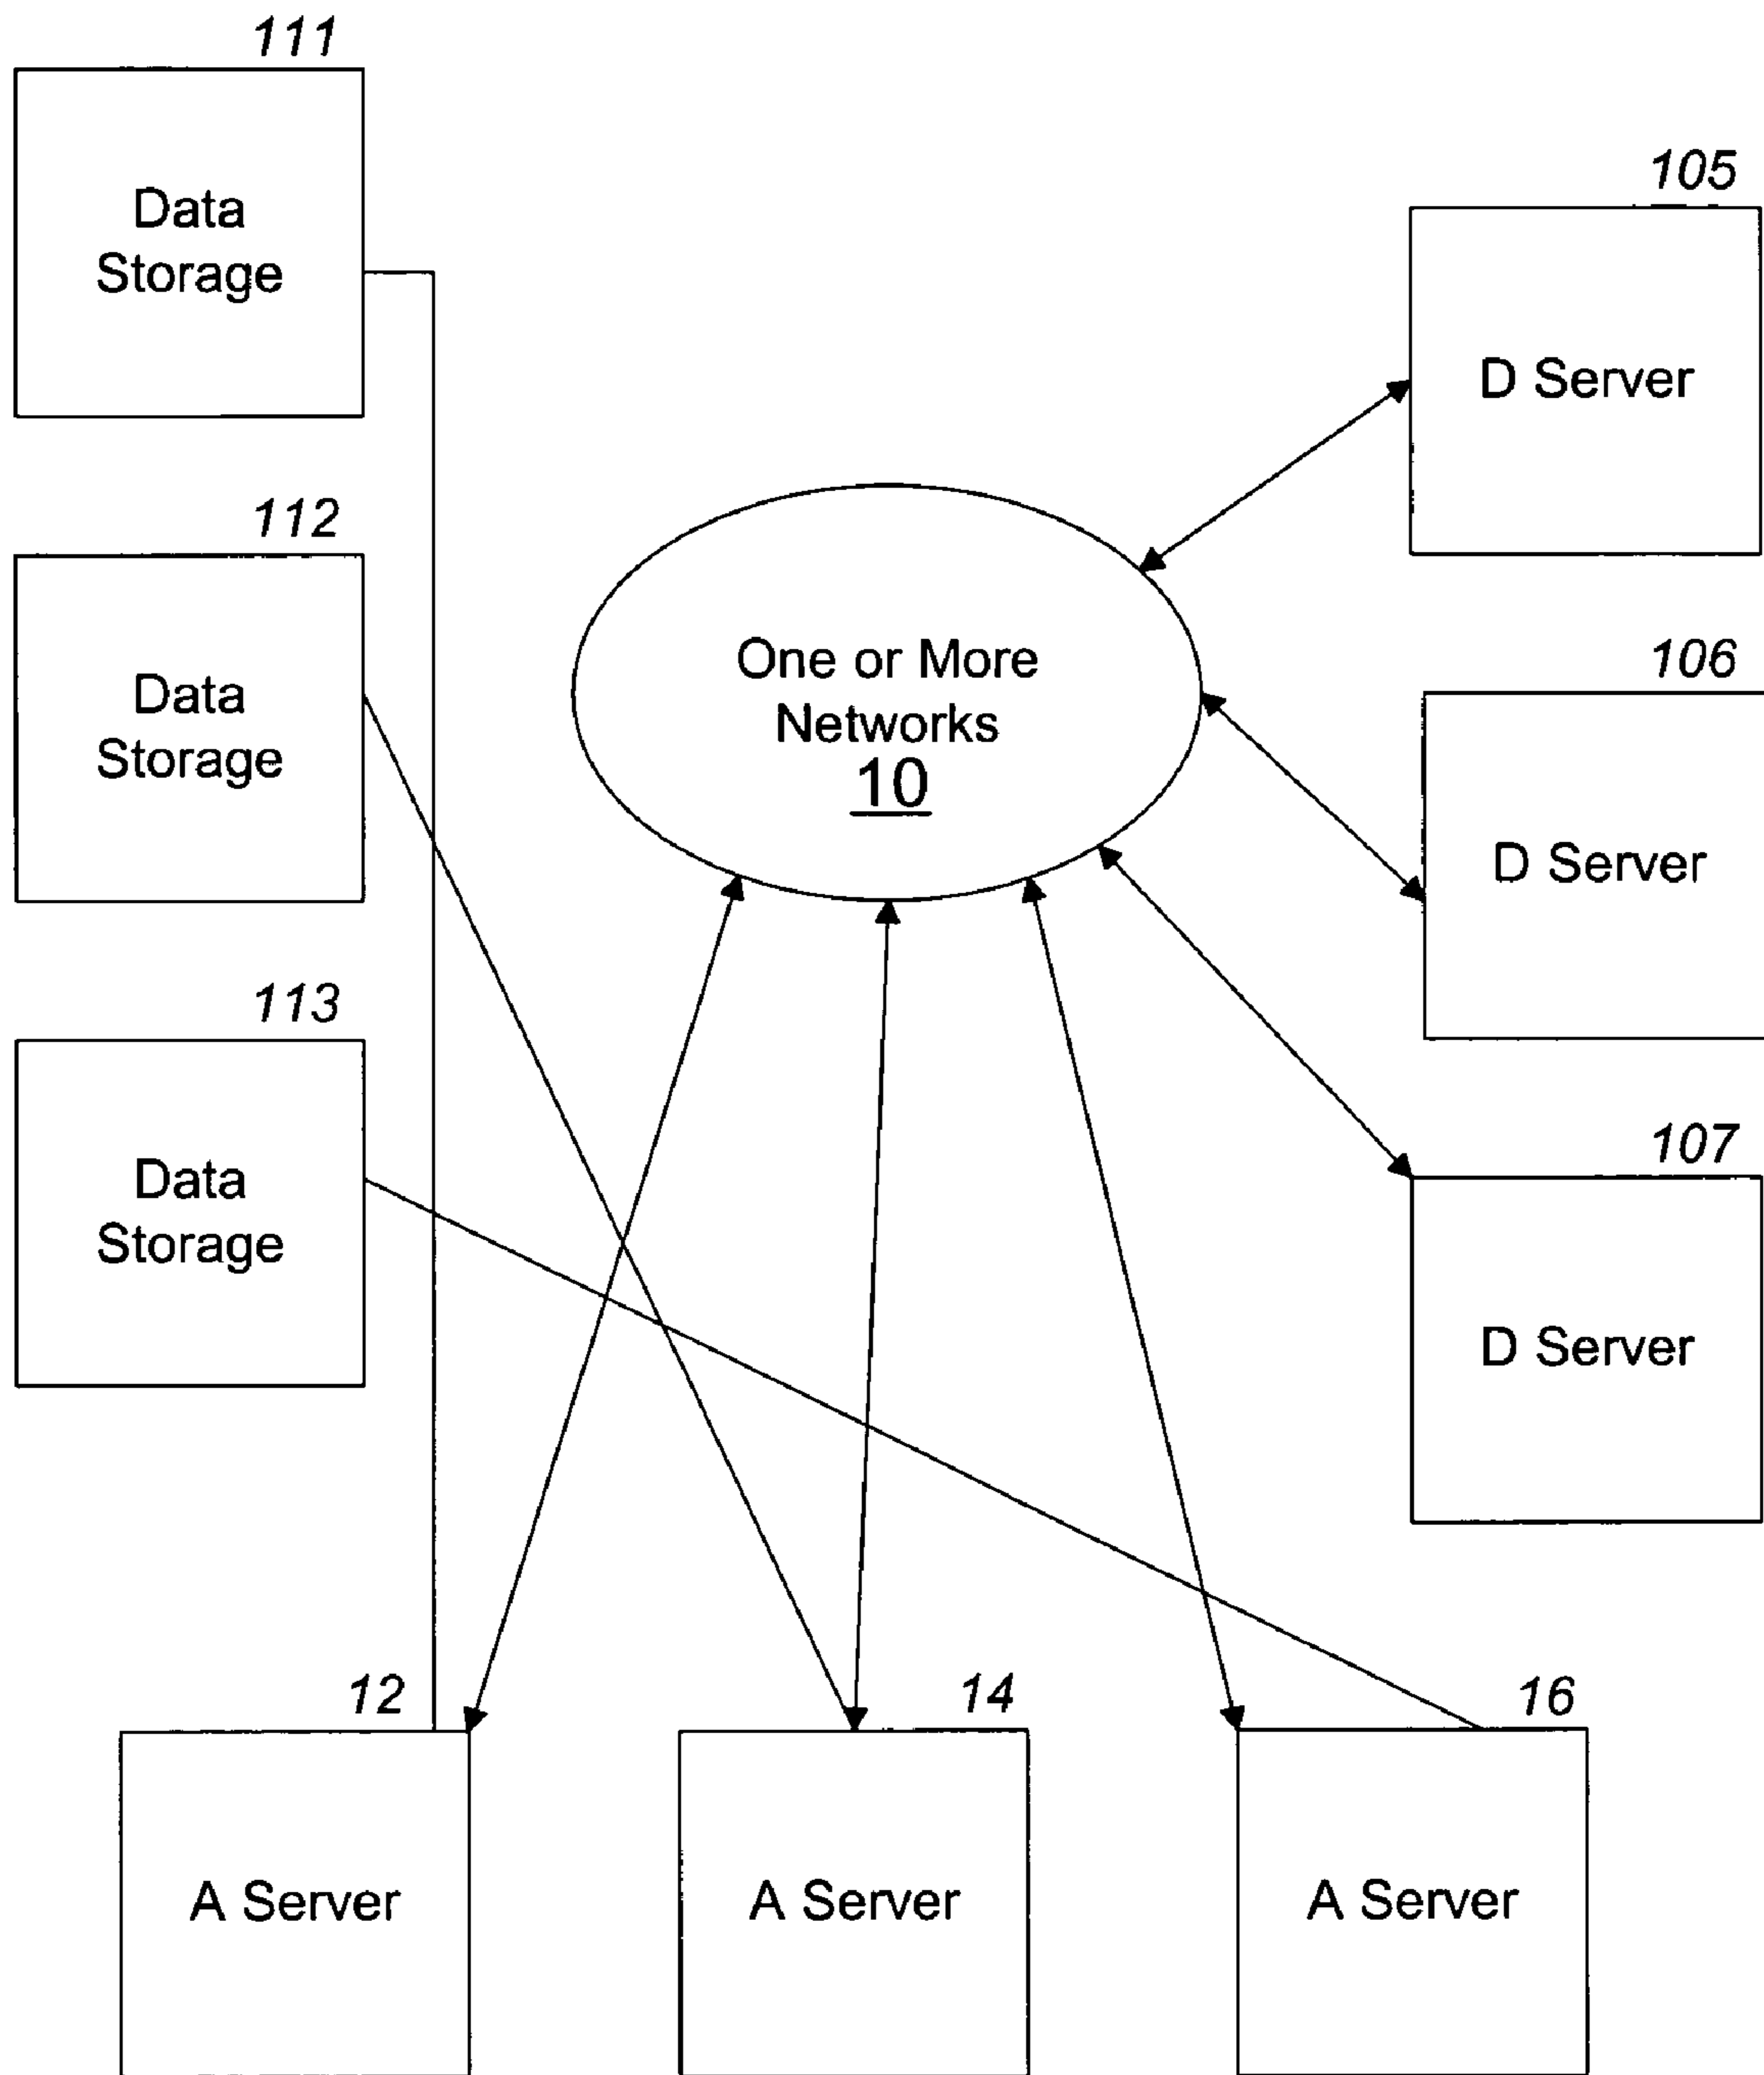 111
Data
Storage
105
D Server
112
Data
Storage
One or More
Networks
10
106
D Server
113
Data
Storage
107
D Server
12
A Server
14
A Server
16
A Server